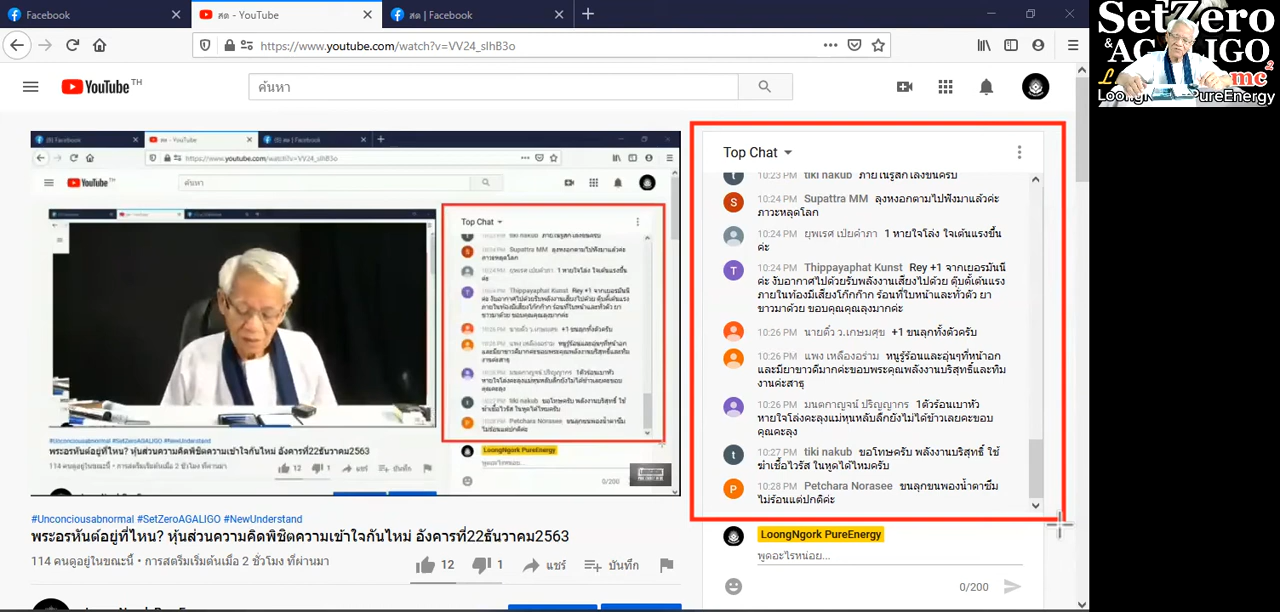 Facebook
สด - YouTube
สด | Facebook
SetZero
&AGALIGO
mc²
LoongN PureEnergy
https://www.youtube.com/watch?v=VV24_sIhB3o
YouTube TH
ค้นหา
Top Chat
10:23 PM tiki nakub ภายในรู้สึกโล่งขึ้นครับ
10:24 PM Supattra MM ลุงหงอกตามไปฟังมาแล้วค่ะ
ภาวะหลุดโลก
10:24 PM ยุพเรศ เปียคำภา 1 หายใจโล่ง ใจเต้นแรงขึ้น
ค่ะ
10:24 PM Thippayaphat Kunst Rey +1 จากเยอรมันนี
ค่ะ งับอากาศไปด้วยรับพลังงานเสียงไปด้วย ตุ๊บตั้บเต้นแรง
ภายในท้องมีเสียงโก๊กก๊าก ร้อนที่ใบหน้าและทั่วตัว ยา
ขาวมาด้วย ขอบคุณคุณลุงมากค่ะ
10:26 PM นายติ๊ว ว.เกษมศุข +1 ขนลุกทั้งตัวครับ
10:26 PM แพง เหลืองอร่าม หนูรู้ร้อนและอุ่นๆที่หน้าอก
และมียาขาวดีมากค่ะขอบพระคุณพลังงานบริสุทธิ์และทีม
งานค่ะสาธุ
10:26 PM มนตกาญจน์ ปริญญากร 1ตัวร้อนเบาหัว
หายใจโล่งคะลุงแม่ทุนหลับลึกยังไม่ได้ข้าวเลยคะขอบ
คุณคะลุง
10:27 PM tiki nakub ขอโทษครับ พลังงานบริสุทธิ์ ใช้
ฆ่าเชื้อไวรัส ในหูดได้ไหมครับ
10:28 PM Petchara Norasee ขนลุกขนพองน้ำตาซึม
ไม่ร้อนแต่ปกติค่ะ
LoongNgork PureEnergy
พูดอะไรหน่อย...
0/200
#Unconciousabnormal #SetZeroAGALIGO #NewUnderstand
พระอรหันต์อยู่ที่ไหน? หุ้นส่วนความคิดพิชิตความเข้าใจกันใหม่ อังคารที่22ธันวาคม2563
114 คนดูอยู่ในขณะนี้ • การสตรีมเริ่มต้นเมื่อ 2 ชั่วโมง ที่ผ่านมา
12
1
แชร์
บันทึก